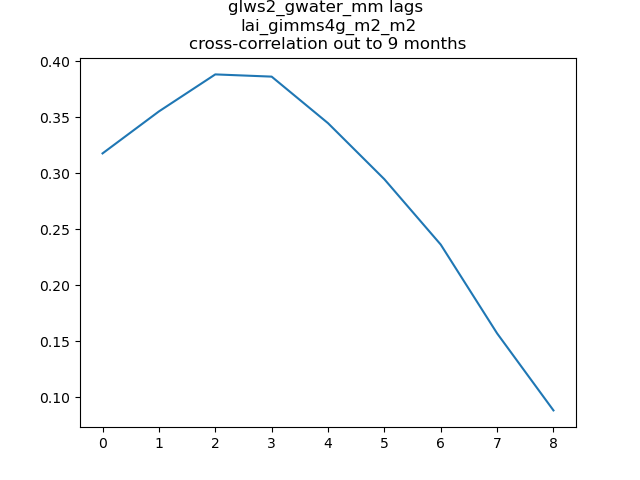 glws2_gwater_mm lags
lai_gimms4g_m2_m2
cross-correlation out to 9 months
0.40
0.35
0.30
0.25
0.20
0.15
0.10
0 1 2 3 4 5 6 7 8